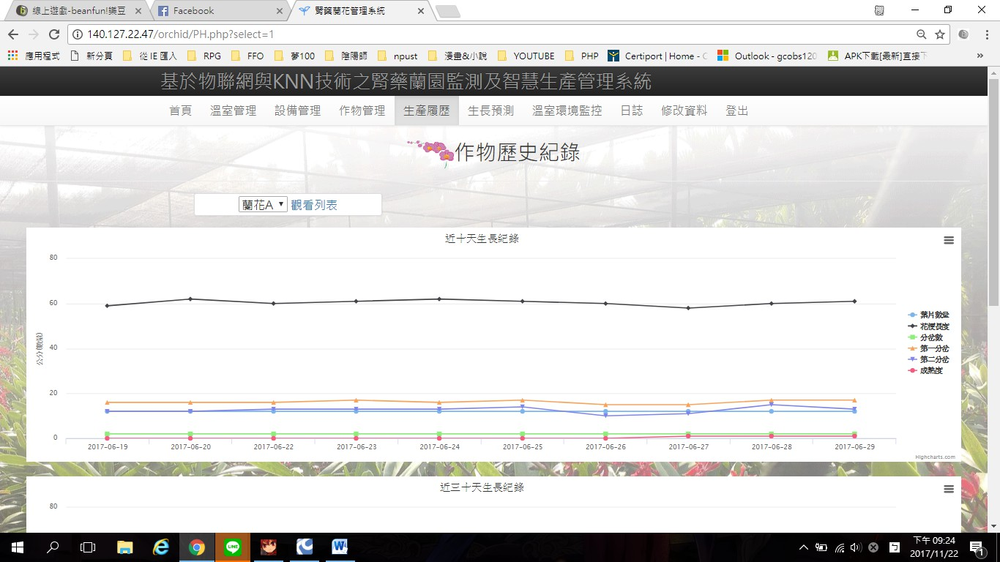 線上遊戲-beanfun!樂豆
Facebook
腎藥蘭花管理系統
140.127.22.47/orchid/PH.php?select=1
應用程式 新分頁 從 IE 匯入 RPG FFO 夢100 陰陽師 npust 漫畫&小說 YOUTUBE PHP Certiport | Home - C Outlook - gcobs120 APK下載[最新]直接下 »
基於物聯網與KNN技術之腎藥蘭園監測及智慧生產管理系統
首頁 溫室管理 設備管理 作物管理 生產履歷 生長預測 溫室環境監控 日誌 修改資料 登出
作物歷史紀錄
蘭花A 觀看列表
近十天生長紀錄
80
60
40
20
0
公分(數量)
2017-06-19 2017-06-20 2017-06-22 2017-06-23 2017-06-24 2017-06-25 2017-06-26 2017-06-27 2017-06-28 2017-06-29
葉片數量
花梗長度
分岔數
第一分岔
第二分岔
成熟度
Highcharts.com
近三十天生長紀錄
80
LINE
下午 09:24
2017/11/22
1